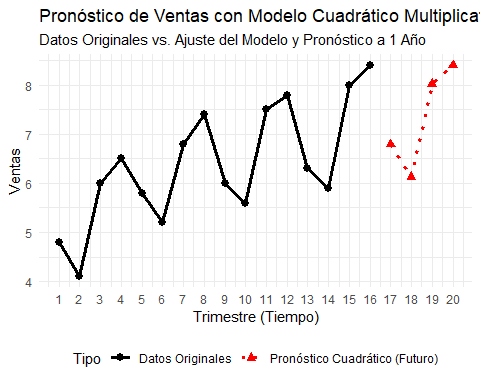 Pronóstico de Ventas con Modelo Cuadrático Multiplicat
Datos Originales vs. Ajuste del Modelo y Pronóstico a 1 Año
8
7
6
5
4
Ventas
1 2 3 4 5 6 7 8 9 10 11 12 13 14 15 16 17 18 19 20
Trimestre (Tiempo)
Tipo Datos Originales Pronóstico Cuadrático (Futuro)